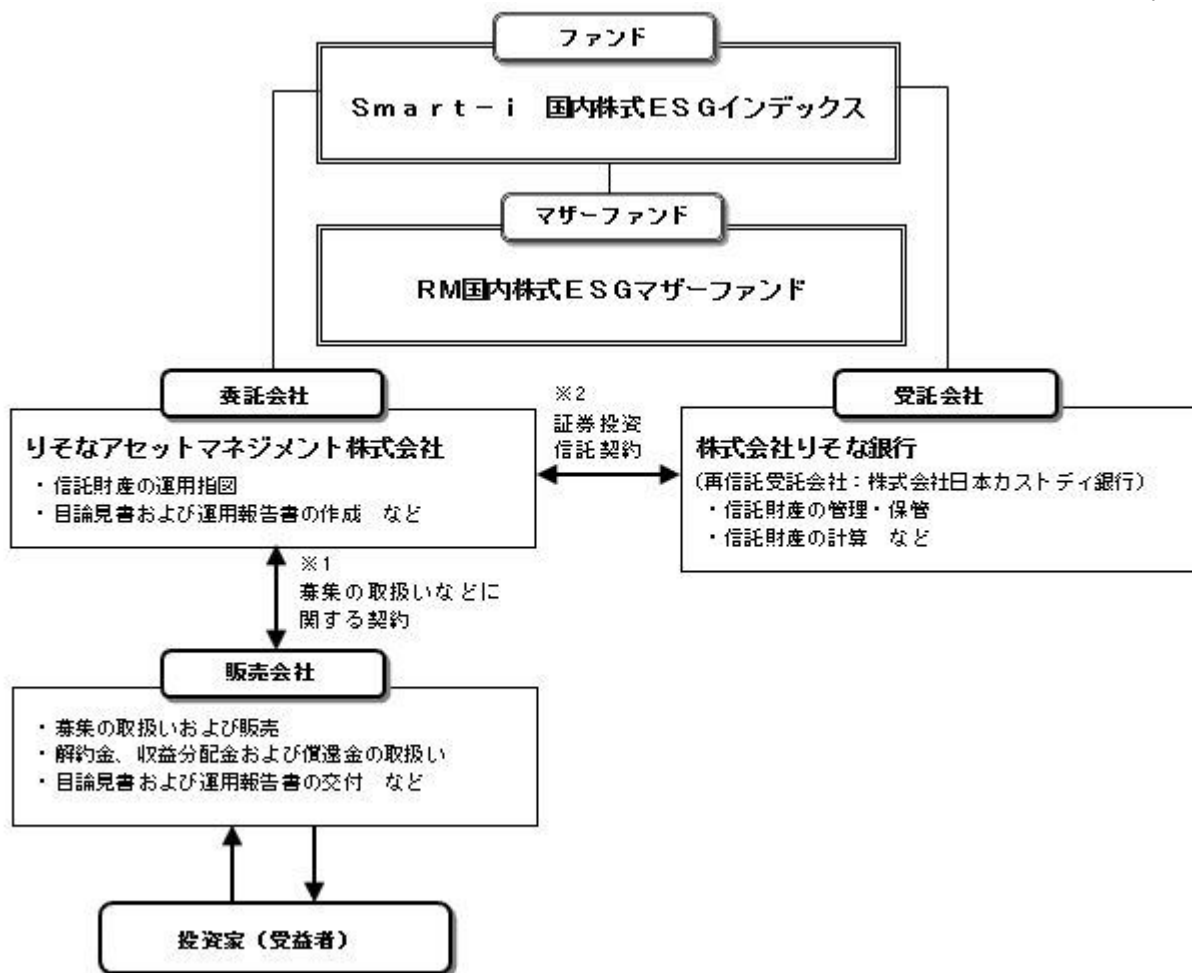 ファンド
Smart-i 国内株式ESGインデックス
マザーファンド
RM国内株式ESGマザーファンド
委託会社
りそなアセットマネジメント株式会社
・信託財産の運用指図
・目論見書および運用報告書の作成 など
※2
証券投資
信託契約
受託会社
株式会社りそな銀行
(再信託受託会社:株式会社日本カストディ銀行)
・信託財産の管理・保管
・信託財産の計算 など
※1
募集の取扱いなどに
関する契約
販売会社
・募集の取扱いおよび販売
・解約金、収益分配金および償還金の取扱い
・目論見書および運用報告書の交付 など
投資家(受益者)